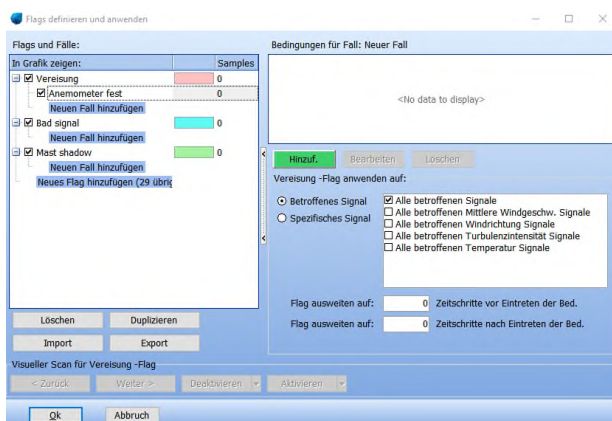 Flags definieren und anwenden
Flags und Fälle:
In Grafik zeigen: Samples
Vereisung 0
Anemometer fest 0
Neuen Fall hinzufügen
Bad signal 0
Neuen Fall hinzufügen
Mast shadow 0
Neuen Fall hinzufügen
Neues Flag hinzufügen (29 übrig
Löschen Duplizieren
Import Export
Bedingungen für Fall: Neuer Fall
<No data to display>
Hinzuf. Bearbeiten Löschen
Vereisung -Flag anwenden auf:
Betroffenes Signal
Spezifisches Signal
Alle betroffenen Signale
Alle betroffenen Mittlere Windgeschw. Signale
Alle betroffenen Windrichtung Signale
Alle betroffenen Turbulenzintensität Signale
Alle betroffenen Temperatur Signale
Flag ausweiten auf: 0 Zeitschritte vor Eintreten der Bed.
Flag ausweiten auf: 0 Zeitschritte nach Eintreten der Bed.
Visueller Scan für Vereisung -Flag
< Zurück Weiter > Deaktivieren Aktivieren
Ok Abbruch